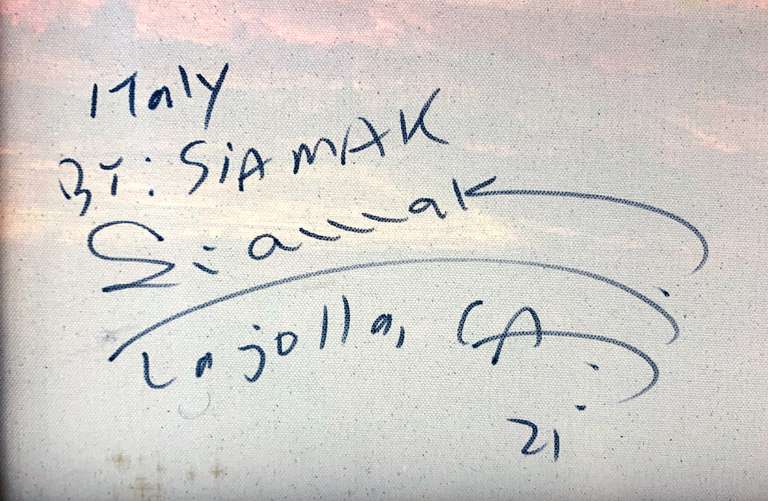 ITaly
BY: SiAMAK
Siamak
Lajolla, CA
21